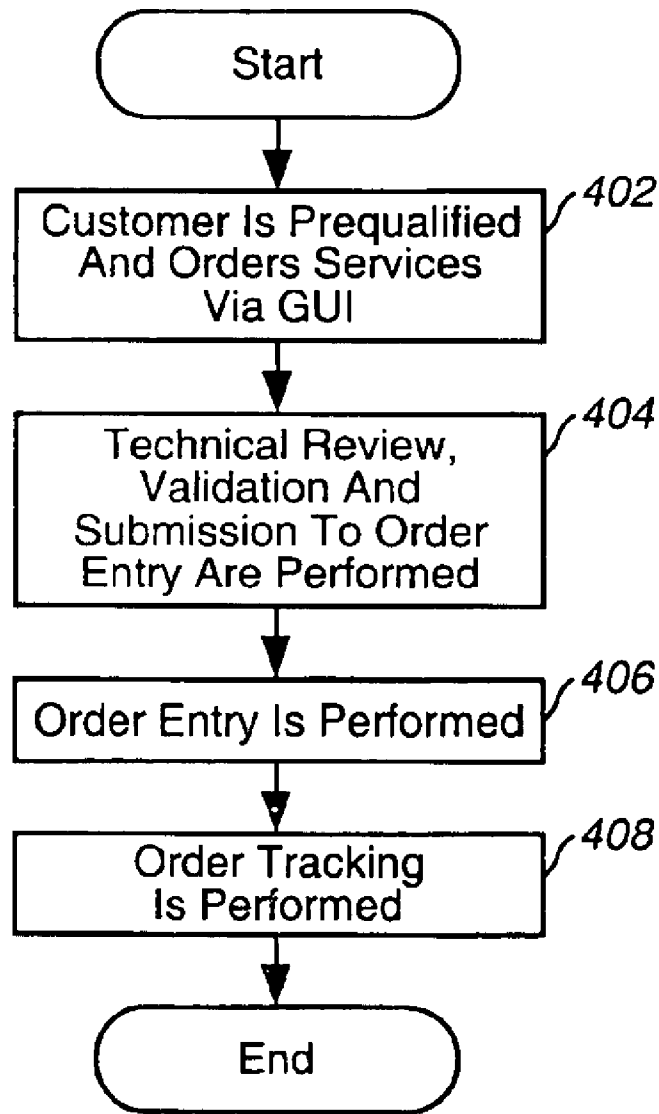 Start
402
Customer Is Prequalified
And Orders Services
Via GUI
404
Technical Review,
Validation And
Submission To Order
Entry Are Performed
406
Order Entry Is Performed
408
Order Tracking
Is Performed
End